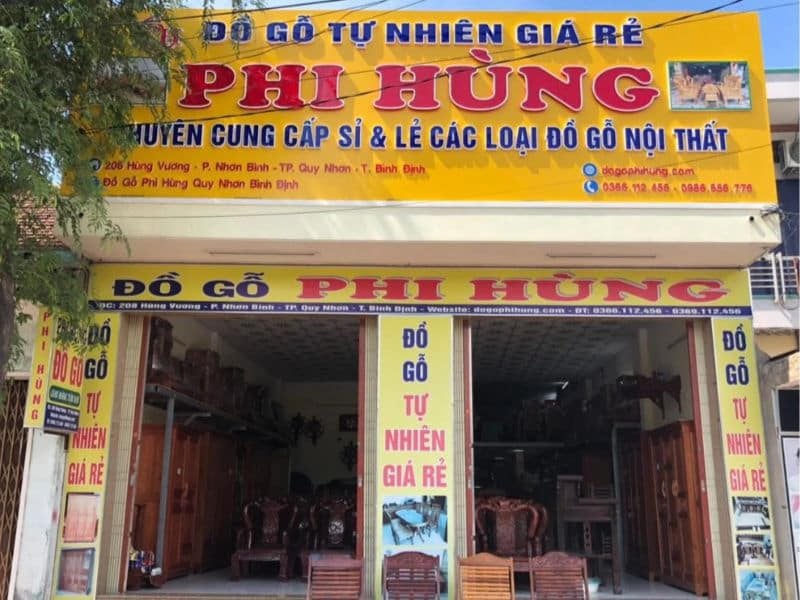 ĐỒ GỖ TỰ NHIÊN GIÁ RẺ
PHI HÙNG
HUYÊN CUNG CẤP SỈ & LẺ CÁC LOẠI ĐỒ GỖ NỘI THẤT
206 Hùng Vương - P. Nhơn Bình - TP. Quy Nhơn - T. Bình Định
dogophihung.com
Đồ Gỗ Phi Hùng Quy Nhơn Bình Định
0366.112.456 - 0986.556.776
ĐỒ GỖ PHI HÙNG
ĐC: 208 Hùng Vương - P. Nhơn Bình - TP. Quy Nhơn - T. Bình Định - Website: dogophihung.com - ĐT: 0366.112.456 - 0369.112.456
PHI HÙNG
ĐỒ GỖ
ĐỒ
GỖ
TỰ
NHIÊN
GIÁ RẺ
ĐỒ
GỖ
TỰ
NHIÊN
GIÁ RẺ
ĐỒ
GỖ
TỰ
NHIÊN
GIÁ RẺ